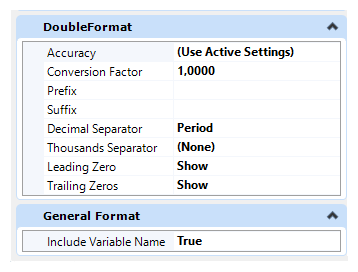 DoubleFormat
Accuracy (Use Active Settings)
Conversion Factor 1,0000
Prefix
Suffix
Decimal Separator Period
Thousands Separator (None)
Leading Zero Show
Trailing Zeros Show
General Format
Include Variable Name True